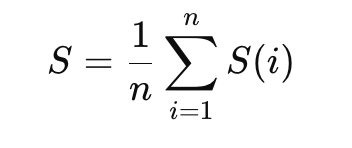 S = \frac{1}{n} \sum_{i=1}^{n} S(i)